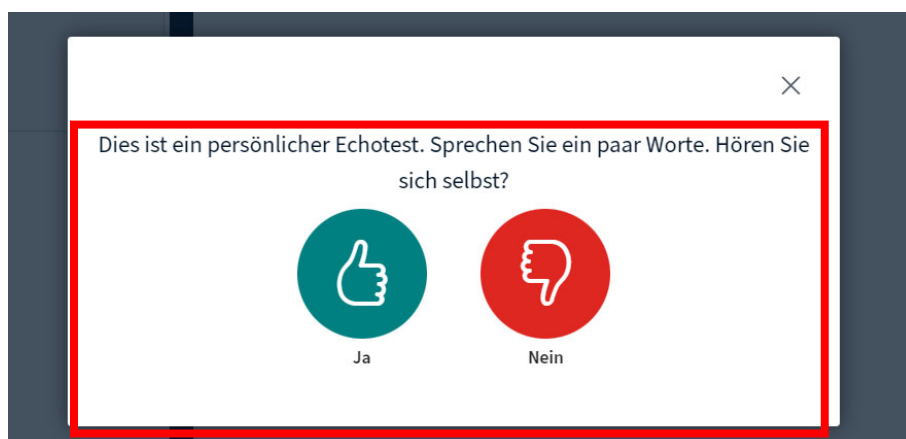 Dies ist ein persönlicher Echotest. Sprechen Sie ein paar Worte. Hören Sie
sich selbst?
Ja
Nein